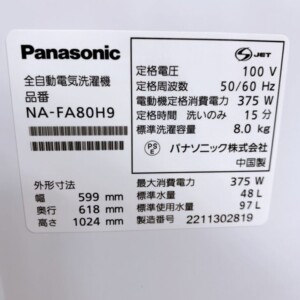 Panasonic
全自動電気洗濯機
品番
NA-FA80H9
外形寸法
幅 599 mm
奥行 618 mm
高さ 1024 mm
S-JET
定格電圧 100 V
定格周波数 50/60 Hz
電動機定格消費電力 375 W
定格時間 洗いのみ 15 分
標準洗濯容量 8.0 kg
PS E パナソニック株式会社
中国製
最大消費電力 375 W
標準水量 48 L
標準使用水量 97 L
製造番号 2211302819